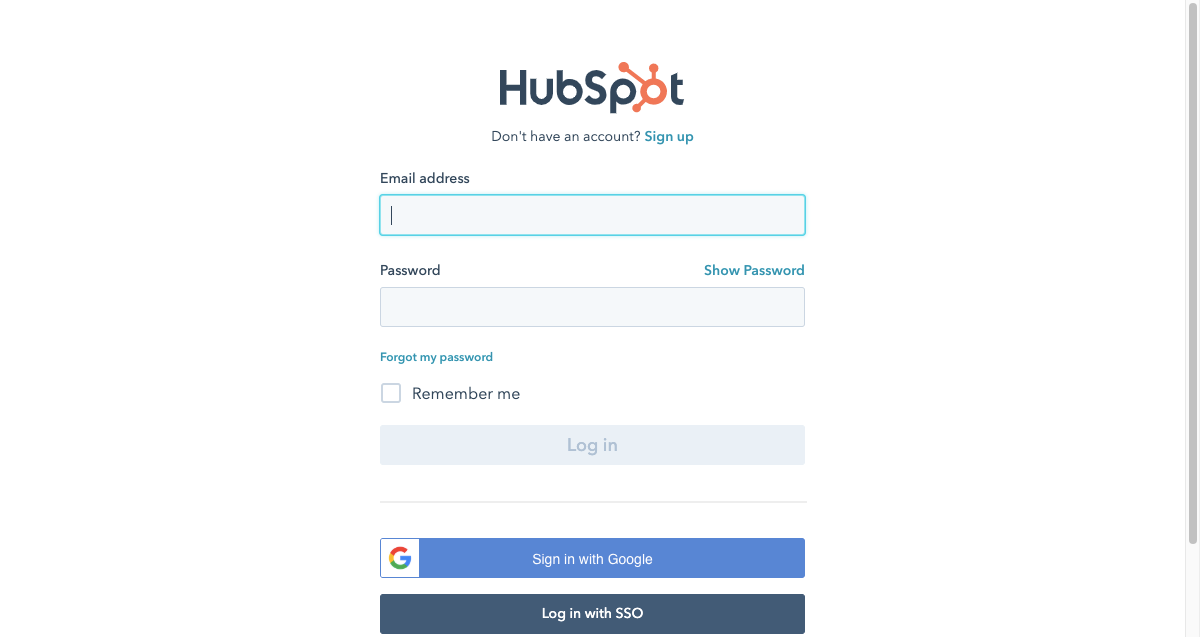 HubSpot
Don't have an account? Sign up
Email address
Password Show Password
Forgot my password
Remember me
Log in
Sign in with Google
Log in with SSO